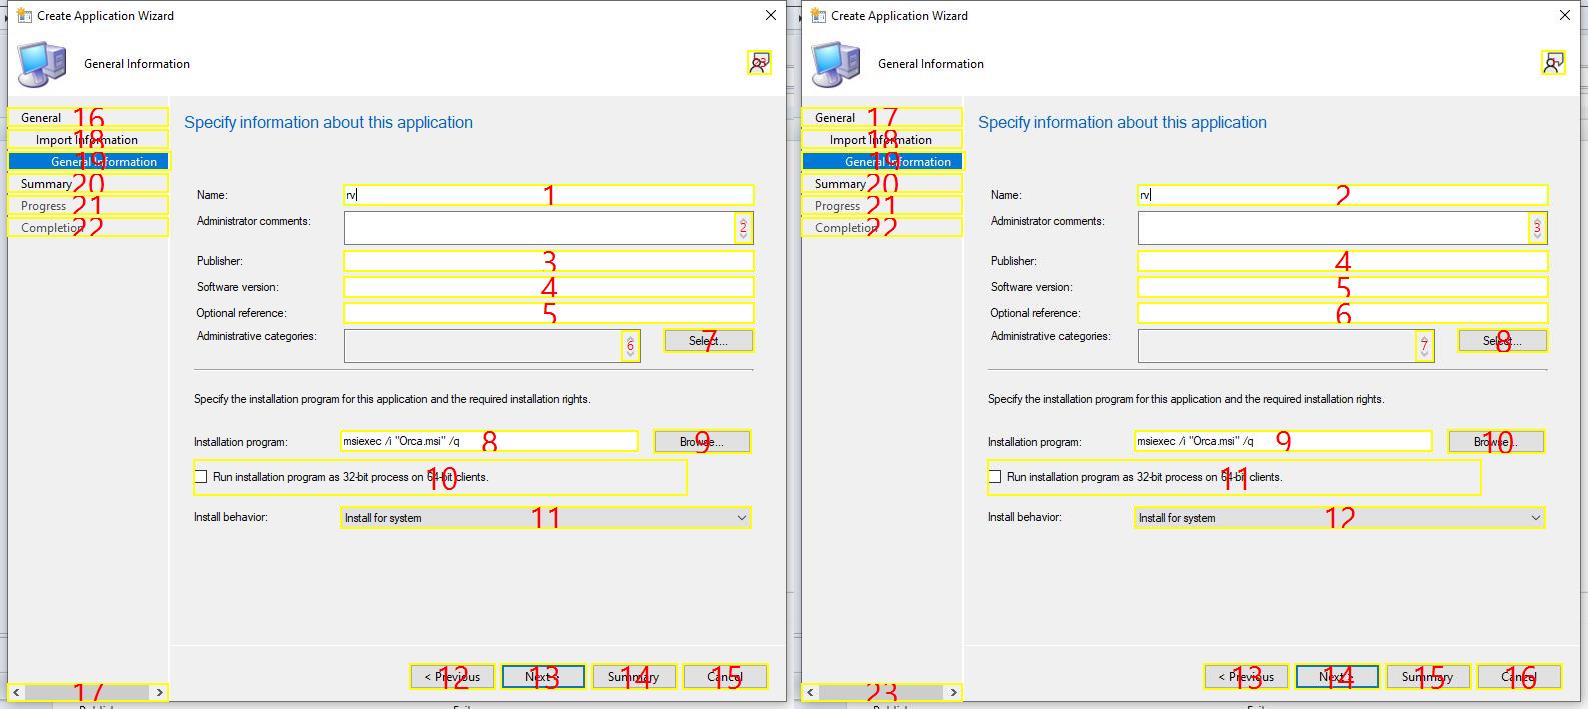 Create Application Wizard
General Information
23
General 16
Import Information 18
General Information 19
Summary 20
Progress 21
Completion 22
17
Specify information about this application
Name: rv 1
Administrator comments: 2
Publisher: 3
Software version: 4
Optional reference: 5
Administrative categories: 6 Select... 7
Specify the installation program for this application and the required installation rights.
Installation program: msiexec /i "Orca.msi" /q 8 Browse... 9
Run installation program as 32-bit process on 64-bit clients. 10
Install behavior: Install for system 11
< Previous 12 Next > 13 Summary 14 Cancel 15
Create Application Wizard
General Information
1
General 17
Import Information 18
General Information 19
Summary 20
Progress 21
Completion 22
23
Specify information about this application
Name: rv 2
Administrator comments: 3
Publisher: 4
Software version: 5
Optional reference: 6
Administrative categories: 7 Select... 8
Specify the installation program for this application and the required installation rights.
Installation program: msiexec /i "Orca.msi" /q 9 Browse... 10
Run installation program as 32-bit process on 64-bit clients. 11
Install behavior: Install for system 12
< Previous 13 Next > 14 Summary 15 Cancel 16